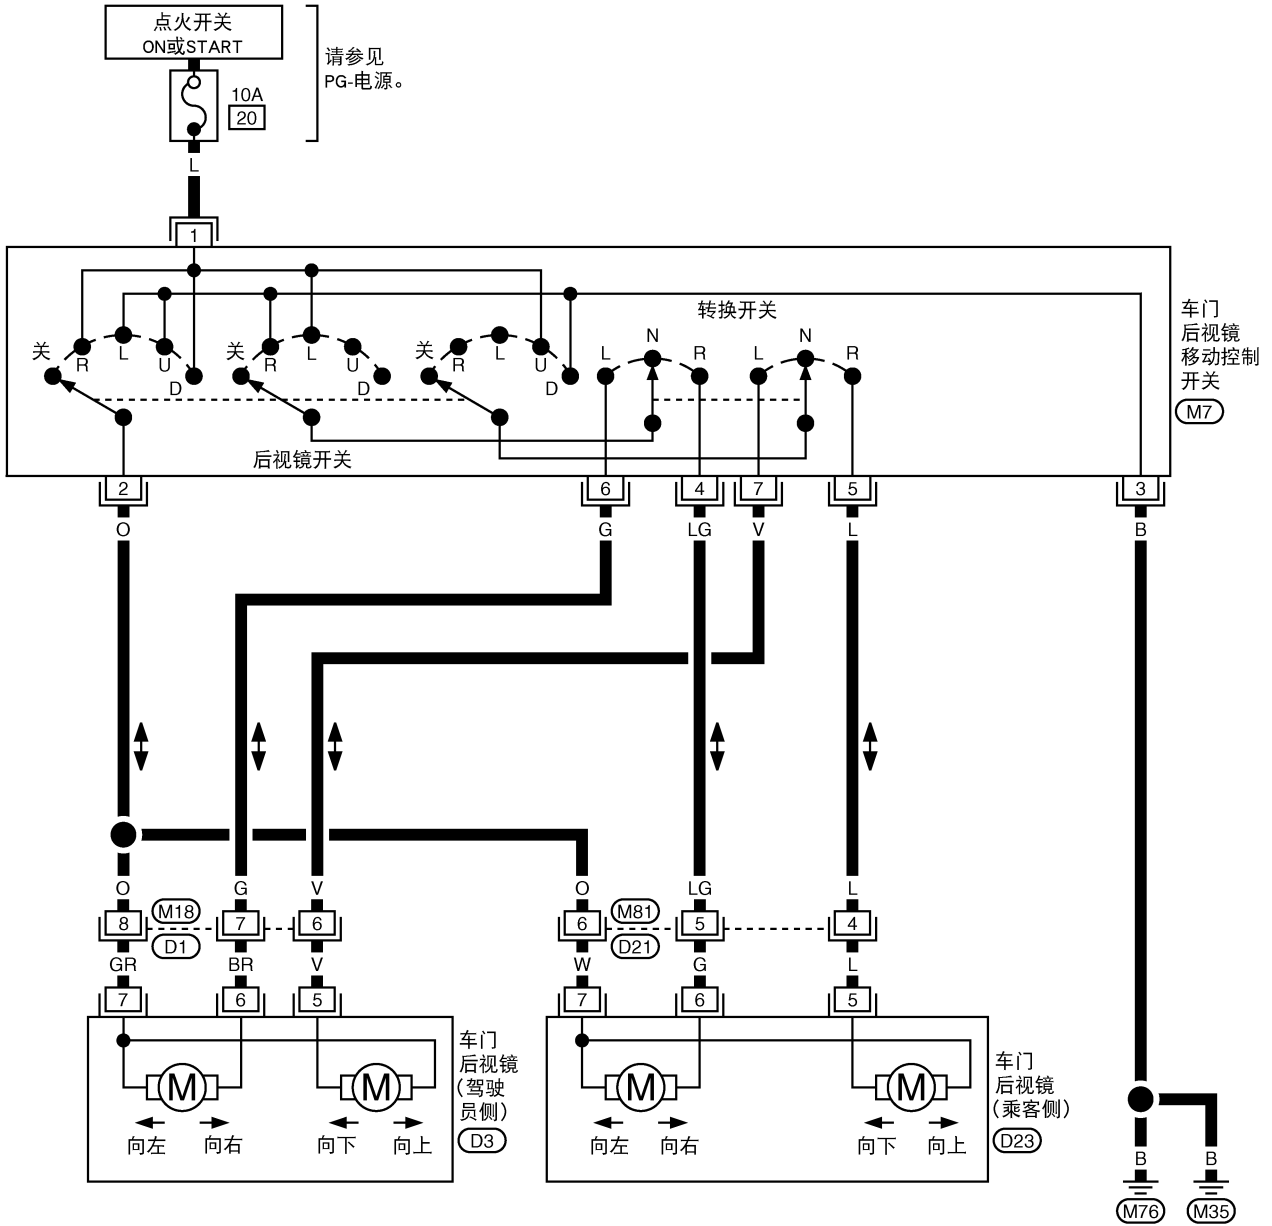 点火开关
ON或START
请参见
PG-电源。
10A
20
L
1
转换开关
关 R L U D
关 R L U D
关 R L U D
L N R
L N R
后视镜开关
车门
后视镜
移动控制
开关
M7
2 6 4 7 5 3
O G LG V L B
O G V O LG L
8 M18 7 6 6 M81 5 4
D1 D21
GR BR V W G L
7 6 5 7 6 5
M M M M
向左 向右 向下 向上
车门
后视镜
(驾驶
员侧)
D3
向左 向右 向下 向上
车门
后视镜
(乘客侧)
D23
B B
M76 M35